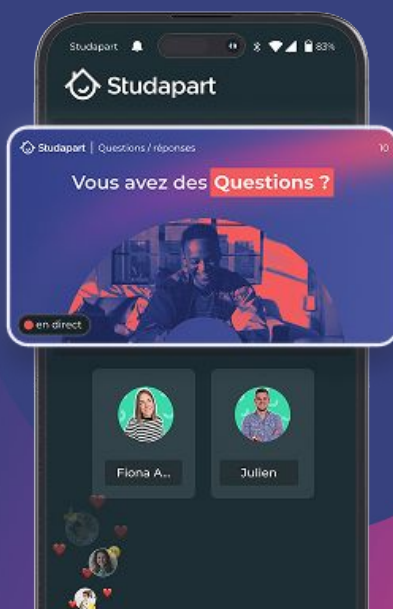 Studapart
83%
Studapart
Studapart | Questions / réponses
10
Vous avez des Questions ?
en direct
Fiona A...
Julien